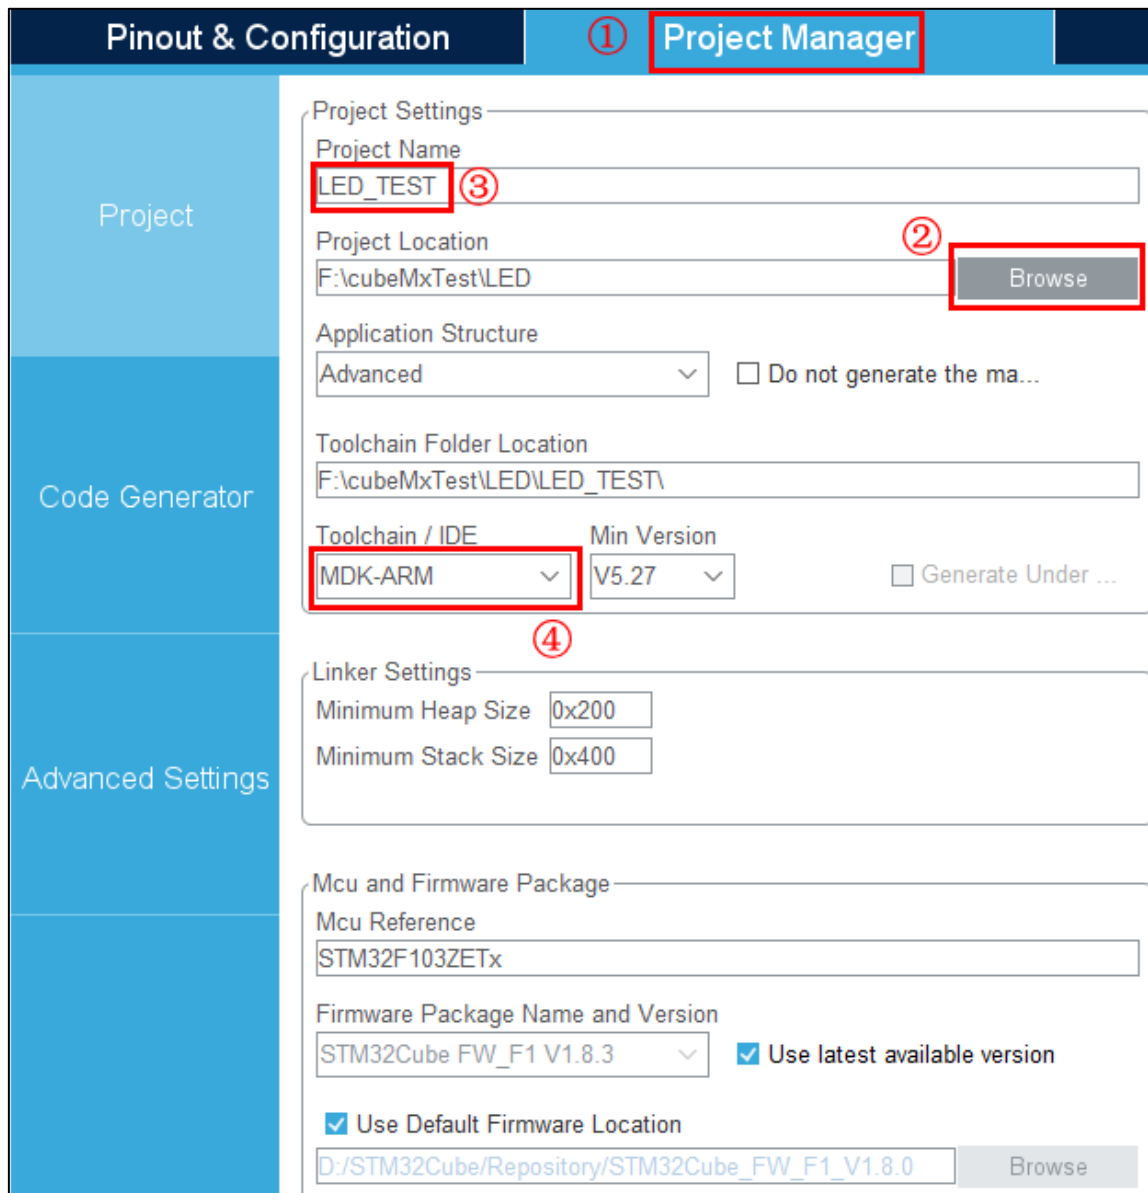 Pinout & Configuration ① Project Manager
Project Settings
Project Name
LED_TEST ③
Project
Project Location ②
F:\cubeMxTest\LED Browse
Application Structure
Advanced Do not generate the ma...
Toolchain Folder Location
F:\cubeMxTest\LED\LED_TEST\
Code Generator
Toolchain / IDE Min Version
MDK-ARM V5.27 Generate Under ...
④
Linker Settings
Minimum Heap Size 0x200
Minimum Stack Size 0x400
Advanced Settings
Mcu and Firmware Package
Mcu Reference
STM32F103ZETx
Firmware Package Name and Version
STM32Cube FW_F1 V1.8.3 Use latest available version
Use Default Firmware Location
D:/STM32Cube/Repository/STM32Cube_FW_F1_V1.8.0 Browse